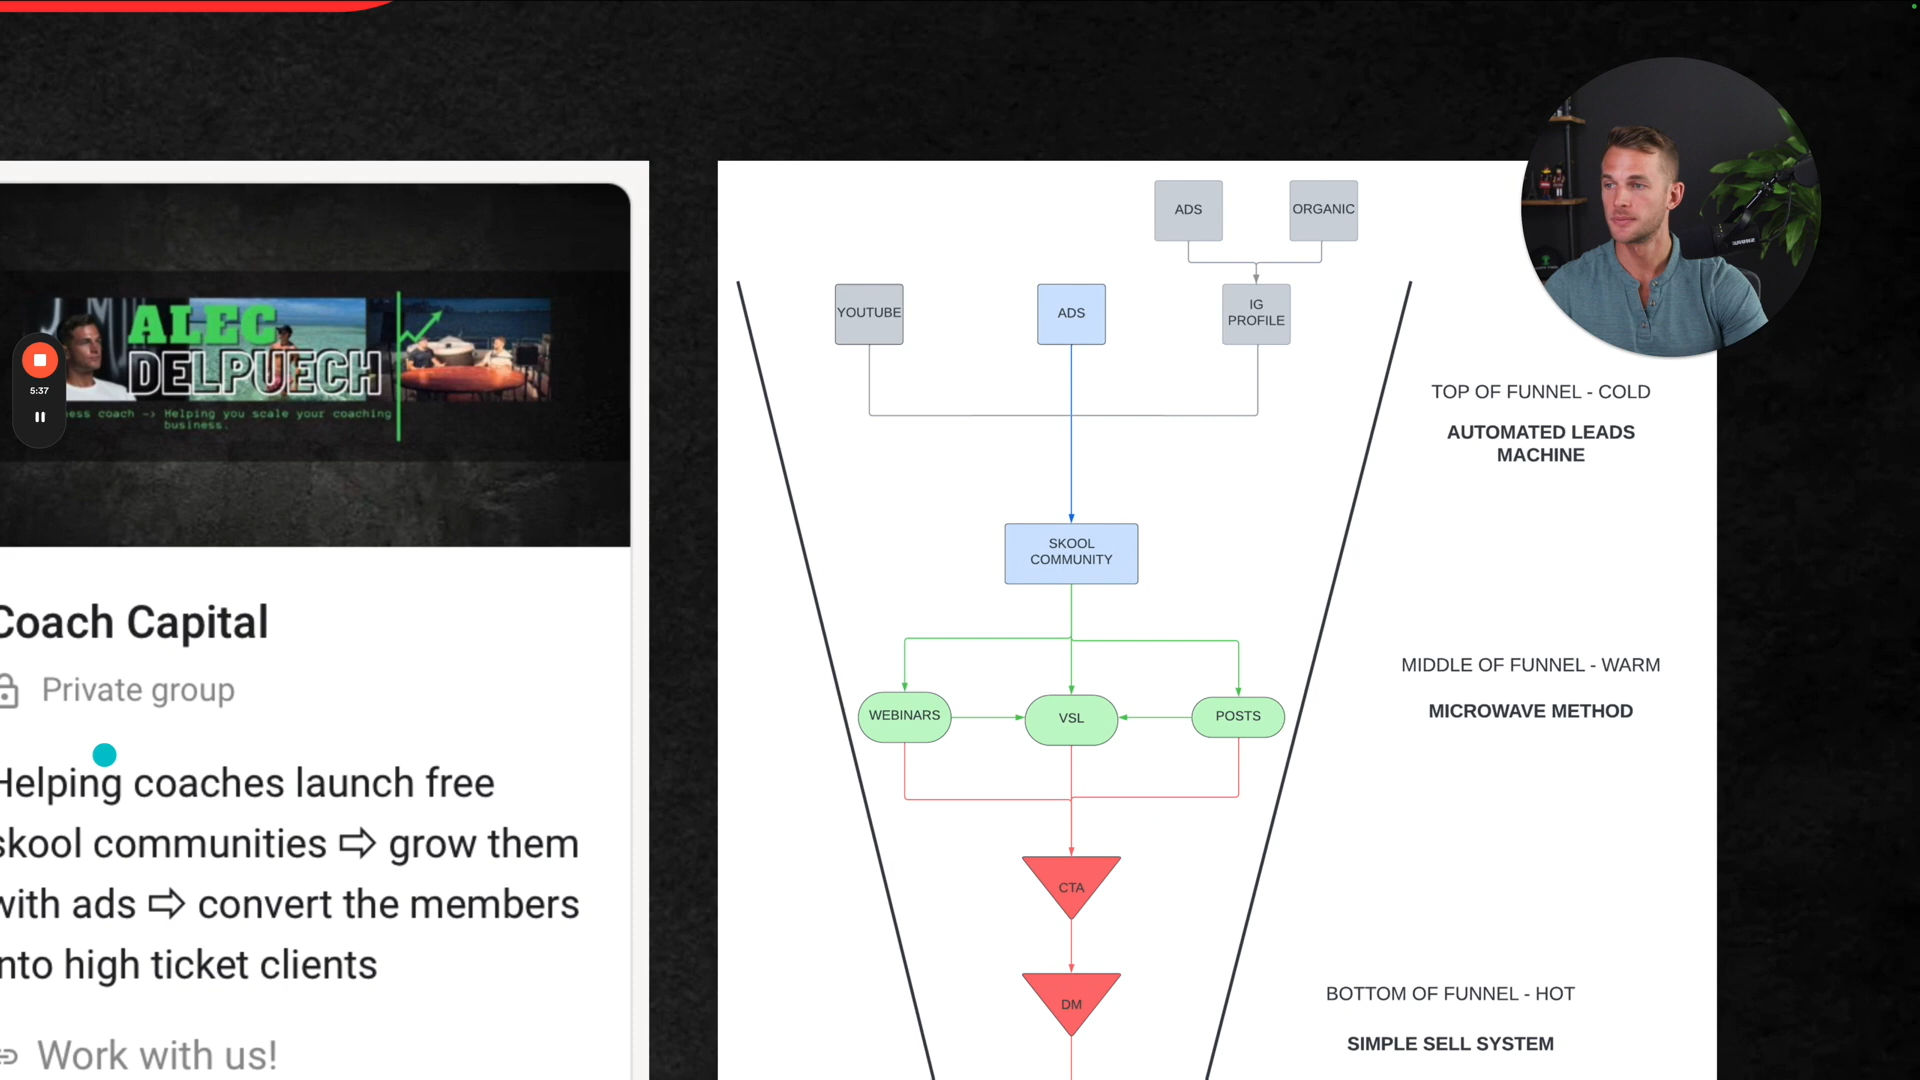 ALEC
DELPUECH
ess coach -> Helping you scale your coaching
business.
5:37
Coach Capital
Private group
Helping coaches launch free
skool communities ⇨ grow them
with ads ⇨ convert the members
into high ticket clients
Work with us!
ADS
ORGANIC
YOUTUBE
ADS
IG
PROFILE
TOP OF FUNNEL - COLD
AUTOMATED LEADS
MACHINE
SKOOL
COMMUNITY
MIDDLE OF FUNNEL - WARM
MICROWAVE METHOD
WEBINARS
VSL
POSTS
CTA
DM
BOTTOM OF FUNNEL - HOT
SIMPLE SELL SYSTEM
SHURE